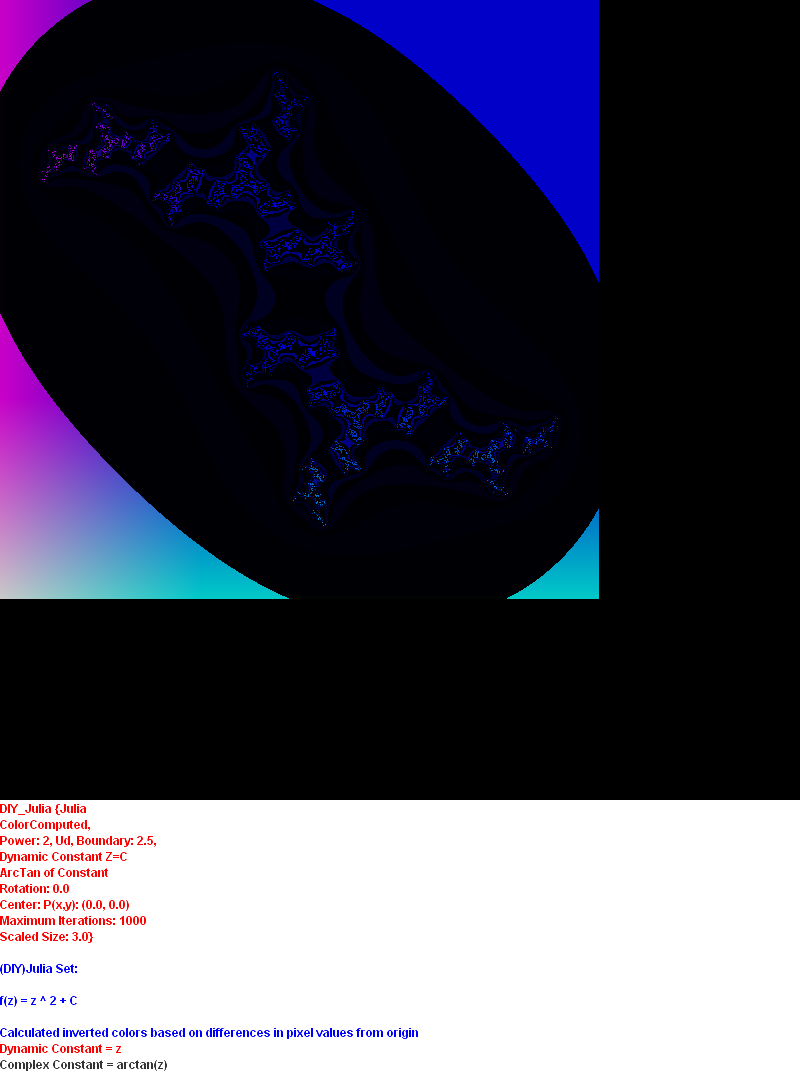 DIY_Julia {Julia
ColorComputed,
Power: 2, Ud, Boundary: 2.5,
Dynamic Constant Z=C
ArcTan of Constant
Rotation: 0.0
Center: P(x,y): (0.0, 0.0)
Maximum Iterations: 1000
Scaled Size: 3.0}
(DIY)Julia Set:
f(z) = z ^ 2 + C
Calculated inverted colors based on differences in pixel values from origin
Dynamic Constant = z
Complex Constant = arctan(z)